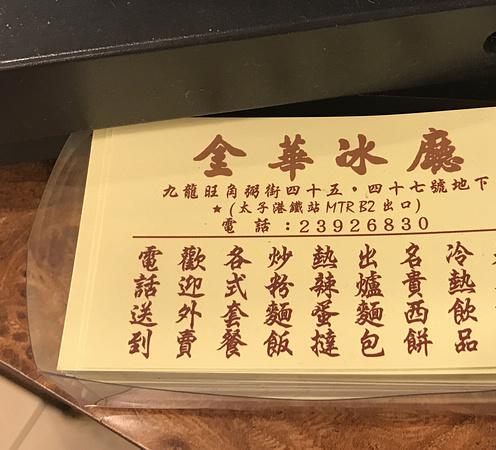 金華冰廳
九龍旺角弼街四十五．四十七號地下
★(太子港鐵站 MTR B2 出口)
電 話：23926830
冷熱飲品
名貴西餅
出爐麵包
熱辣蛋撻
炒粉麵飯
各式套餐
歡迎外賣
電話送到